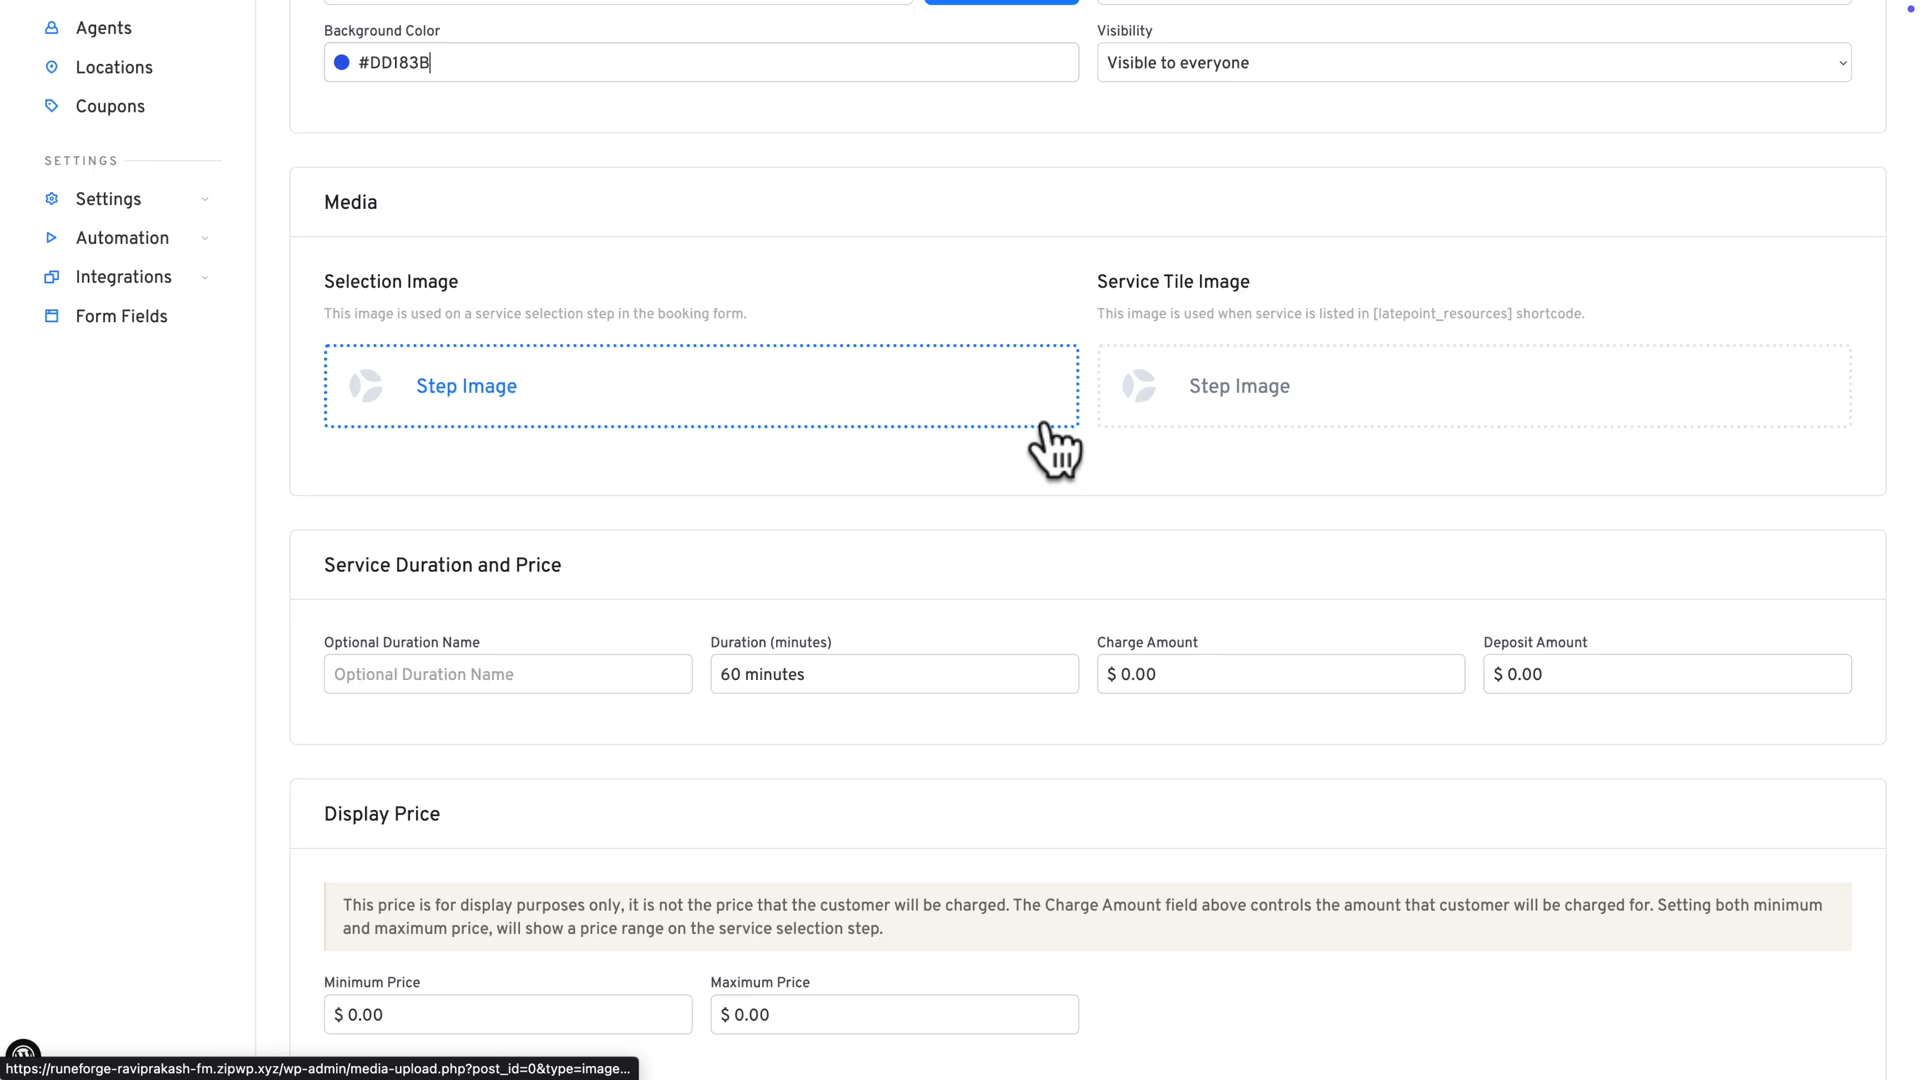 Agents
Locations
Coupons
SETTINGS
Settings
Automation
Integrations
Form Fields
Background Color
#DD183B
Visibility
Visible to everyone
Media
Selection Image
This image is used on a service selection step in the booking form.
Step Image
Service Tile Image
This image is used when service is listed in [latepoint_resources] shortcode.
Step Image
Service Duration and Price
Optional Duration Name
Optional Duration Name
Duration (minutes)
60 minutes
Charge Amount
$ 0.00
Deposit Amount
$ 0.00
Display Price
This price is for display purposes only, it is not the price that the customer will be charged. The Charge Amount field above controls the amount that customer will be charged for. Setting both minimum
and maximum price, will show a price range on the service selection step.
Minimum Price
$ 0.00
Maximum Price
$ 0.00
https://runeforge-raviprakash-fm.zipwp.xyz/wp-admin/media-upload.php?post_id=0&type=image...